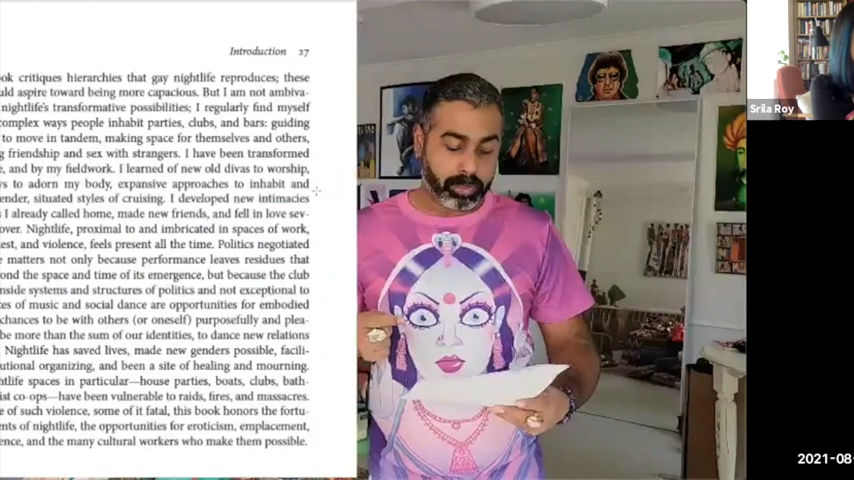 Introduction 27
ok critiques hierarchies that gay nightlife reproduces; these
uld aspire toward being more capacious. But I am not ambiva-
nightlife's transformative possibilities; I regularly find myself
complex ways people inhabit parties, clubs, and bars: guiding
to move in tandem, making space for themselves and others,
g friendship and sex with strangers. I have been transformed
e, and by my fieldwork. I learned of new old divas to worship,
ys to adorn my body, expansive approaches to inhabit and
ender, situated styles of cruising. I developed new intimacies
I already called home, made new friends, and fell in love sev-
over. Nightlife, proximal to and imbricated in spaces of work,
est, and violence, feels present all the time. Politics negotiated
e matters not only because performance leaves residues that
ond the space and time of its emergence, but because the club
nside systems and structures of politics and not exceptional to
ces of music and social dance are opportunities for embodied
chances to be with others (or oneself) purposefully and plea-
be more than the sum of our identities, to dance new relations
Nightlife has saved lives, made new genders possible, facili-
utional organizing, and been a site of healing and mourning.
htlife spaces in particular—house parties, boats, clubs, bath-
ist co-ops—have been vulnerable to raids, fires, and massacres.
e of such violence, some of it fatal, this book honors the fortu-
ents of nightlife, the opportunities for eroticism, emplacement,
ence, and the many cultural workers who make them possible.
Srila Roy
2021-08-